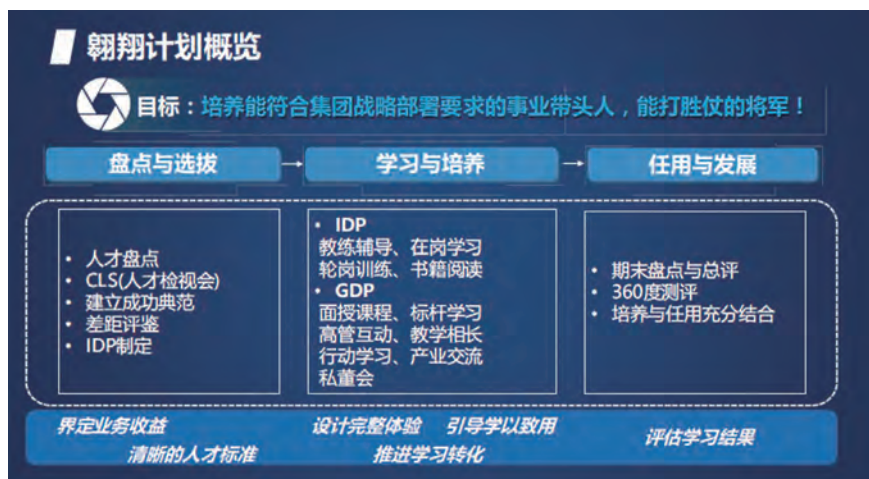 翱翔计划概览
目标：培养能符合集团战略部署要求的事业带头人，能打胜仗的将军！
盘点与选拔
学习与培养
任用与发展
• 人才盘点
• CLS(人才检视会)
• 建立成功典范
• 差距评鉴
• IDP制定
• IDP
教练辅导、在岗学习
轮岗训练、书籍阅读
• GDP
面授课程、标杆学习
高管互动、教学相长
行动学习、产业交流
私董会
• 期末盘点与总评
• 360度测评
• 培养与任用充分结合
界定业务收益
清晰的人才标准
设计完整体验 引导学以致用
推进学习转化
评估学习结果